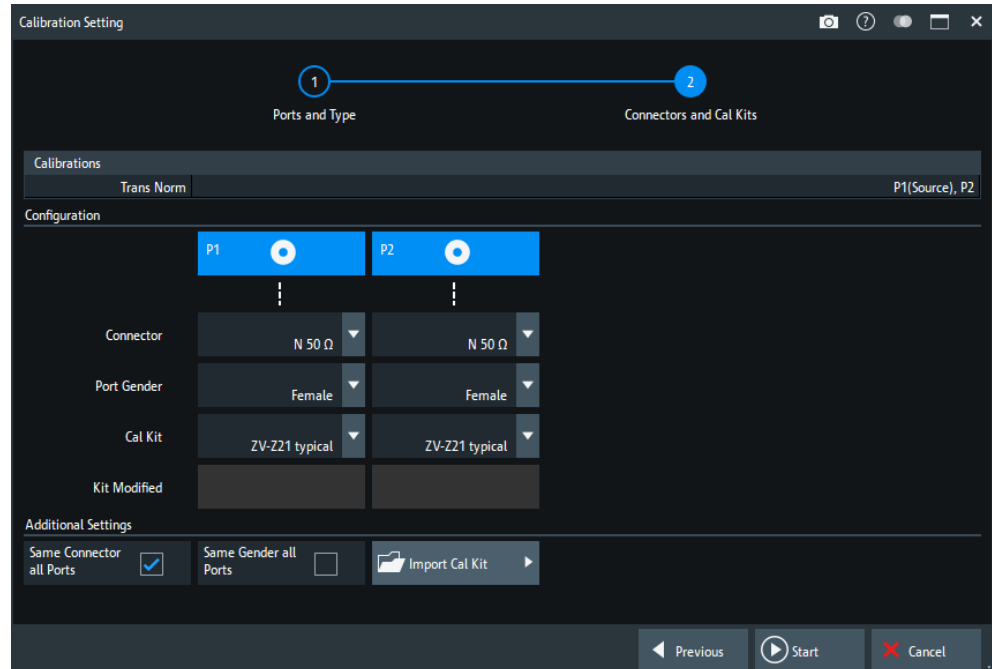 Calibration Setting
?
1
2
Ports and Type
Connectors and Cal Kits
Calibrations
Trans Norm P1(Source), P2
Configuration
P1 P2
Connector N 50 Ω N 50 Ω
Port Gender Female Female
Cal Kit ZV-Z21 typical ZV-Z21 typical
Kit Modified
Additional Settings
Same Connector
all Ports
Same Gender all
Ports
Import Cal Kit
Previous Start Cancel